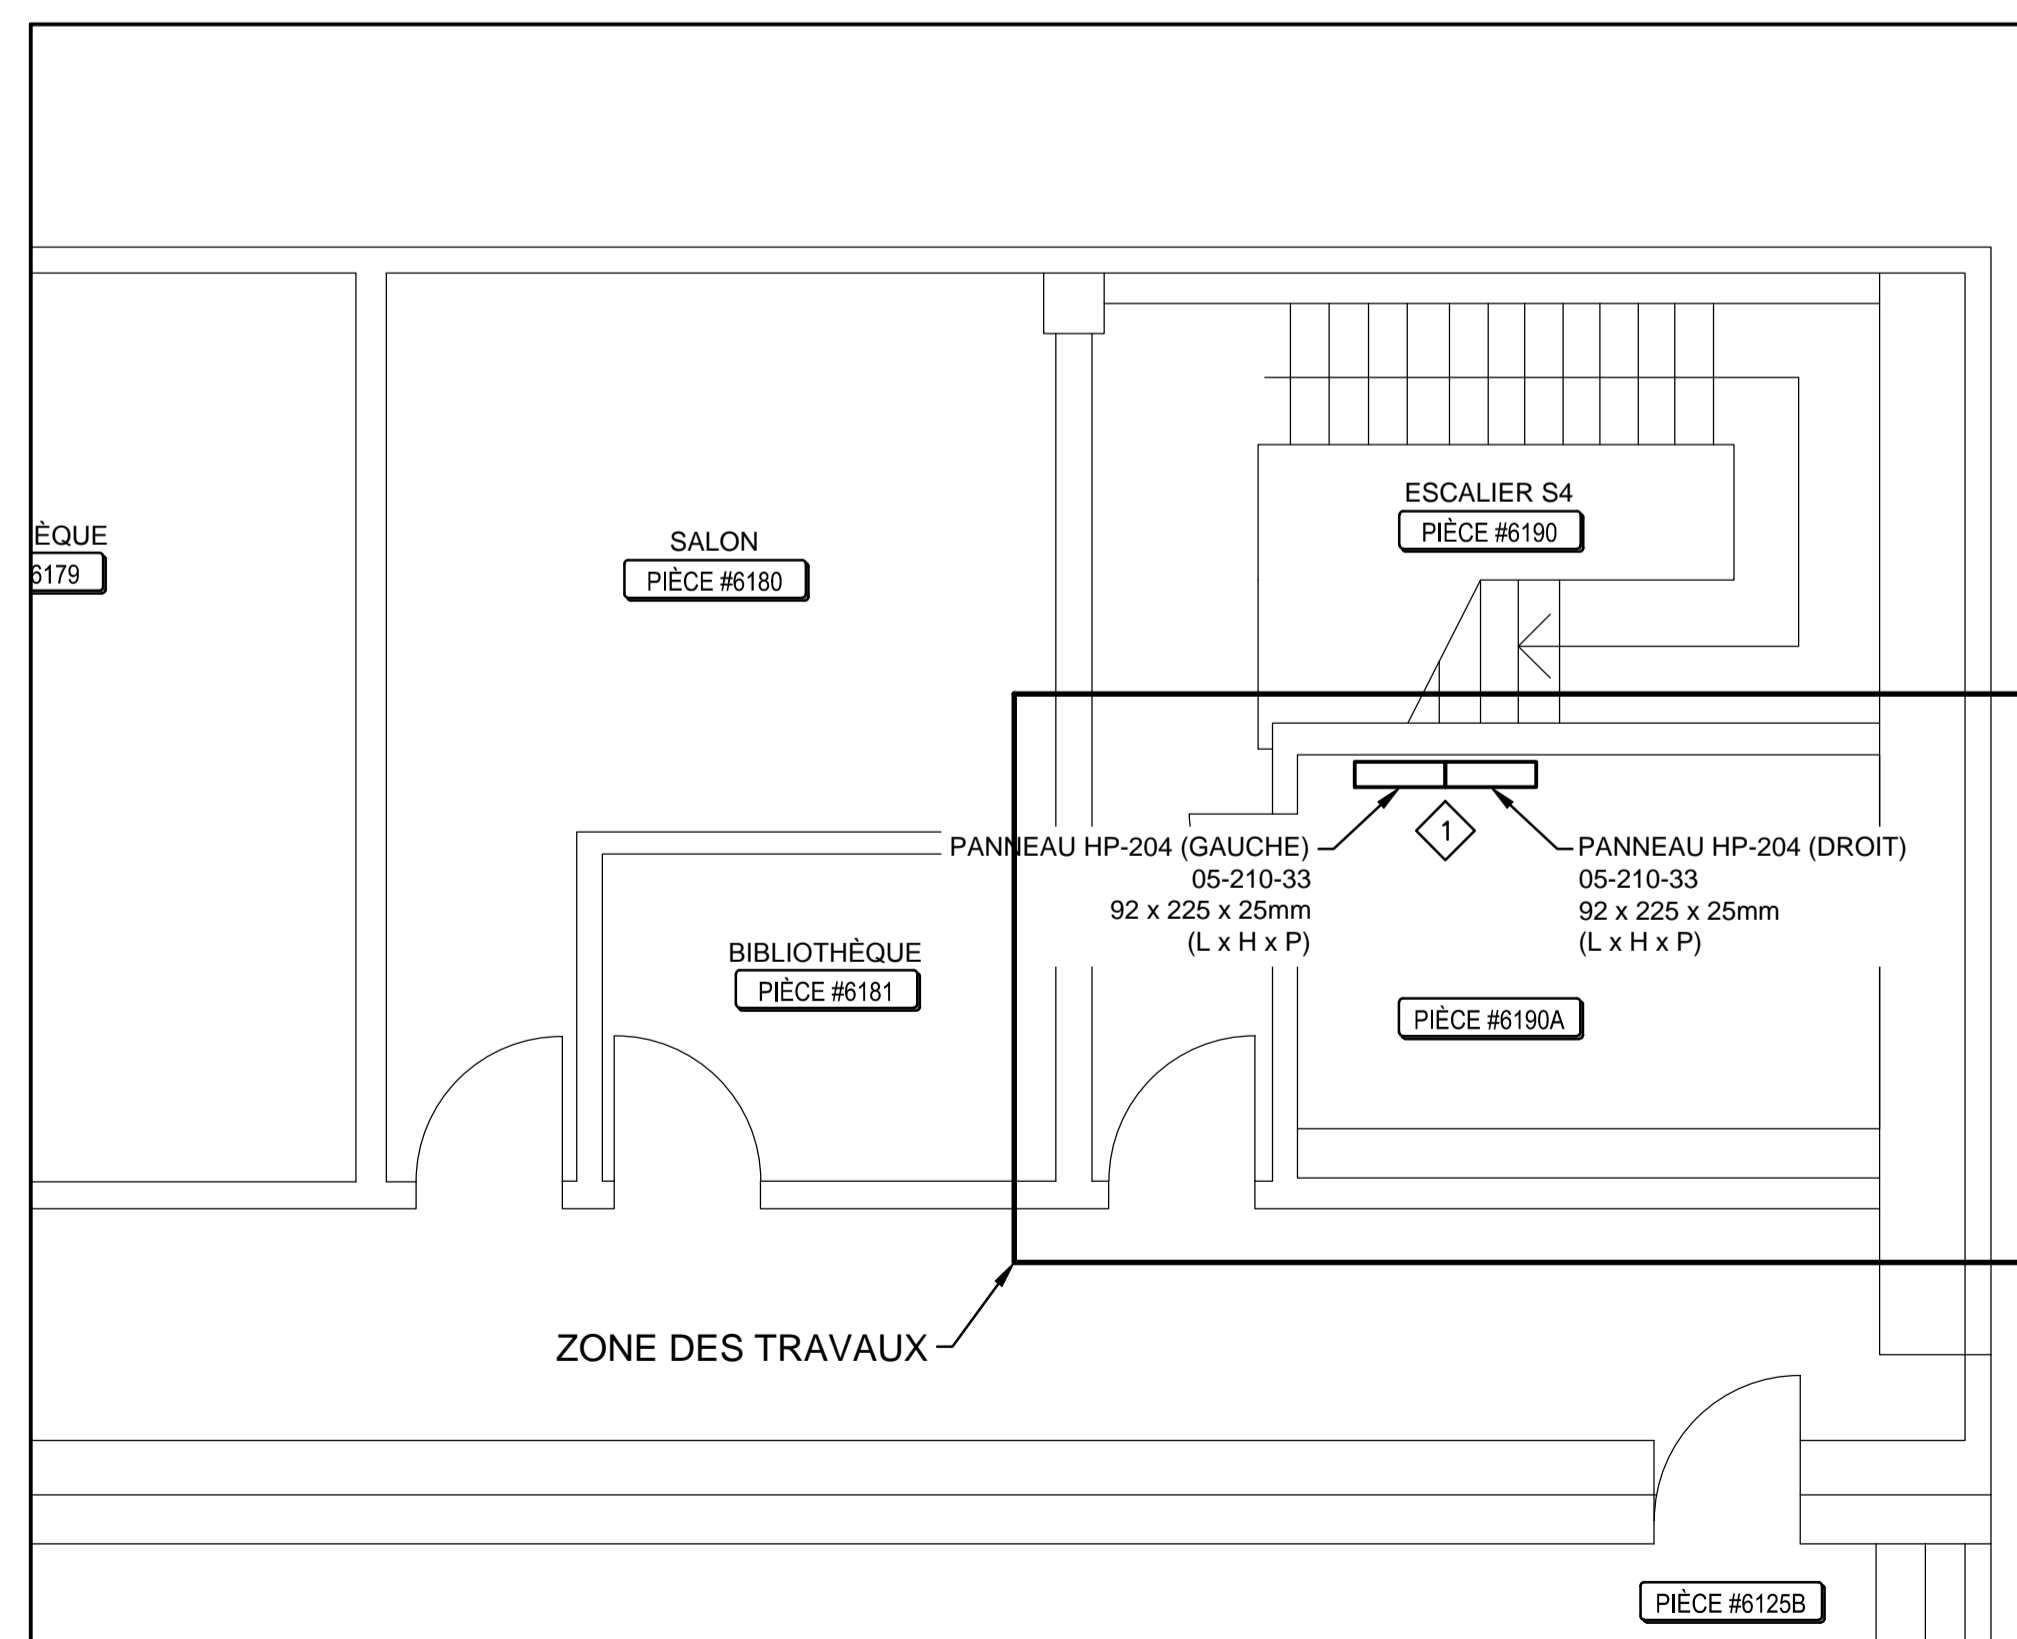 ESCALIER S4
PIÈCE #6190
ÈQUE
6179
SALON
PIÈCE #6180
PANNEAU HP-204 (GAUCHE)
05-210-33
92 x 225 x 25mm
(L x H x P)
1
PANNEAU HP-204 (DROIT)
05-210-33
92 x 225 x 25mm
(L x H x P)
BIBLIOTHÈQUE
PIÈCE #6181
PIÈCE #6190A
ZONE DES TRAVAUX
PIÈCE #6125B